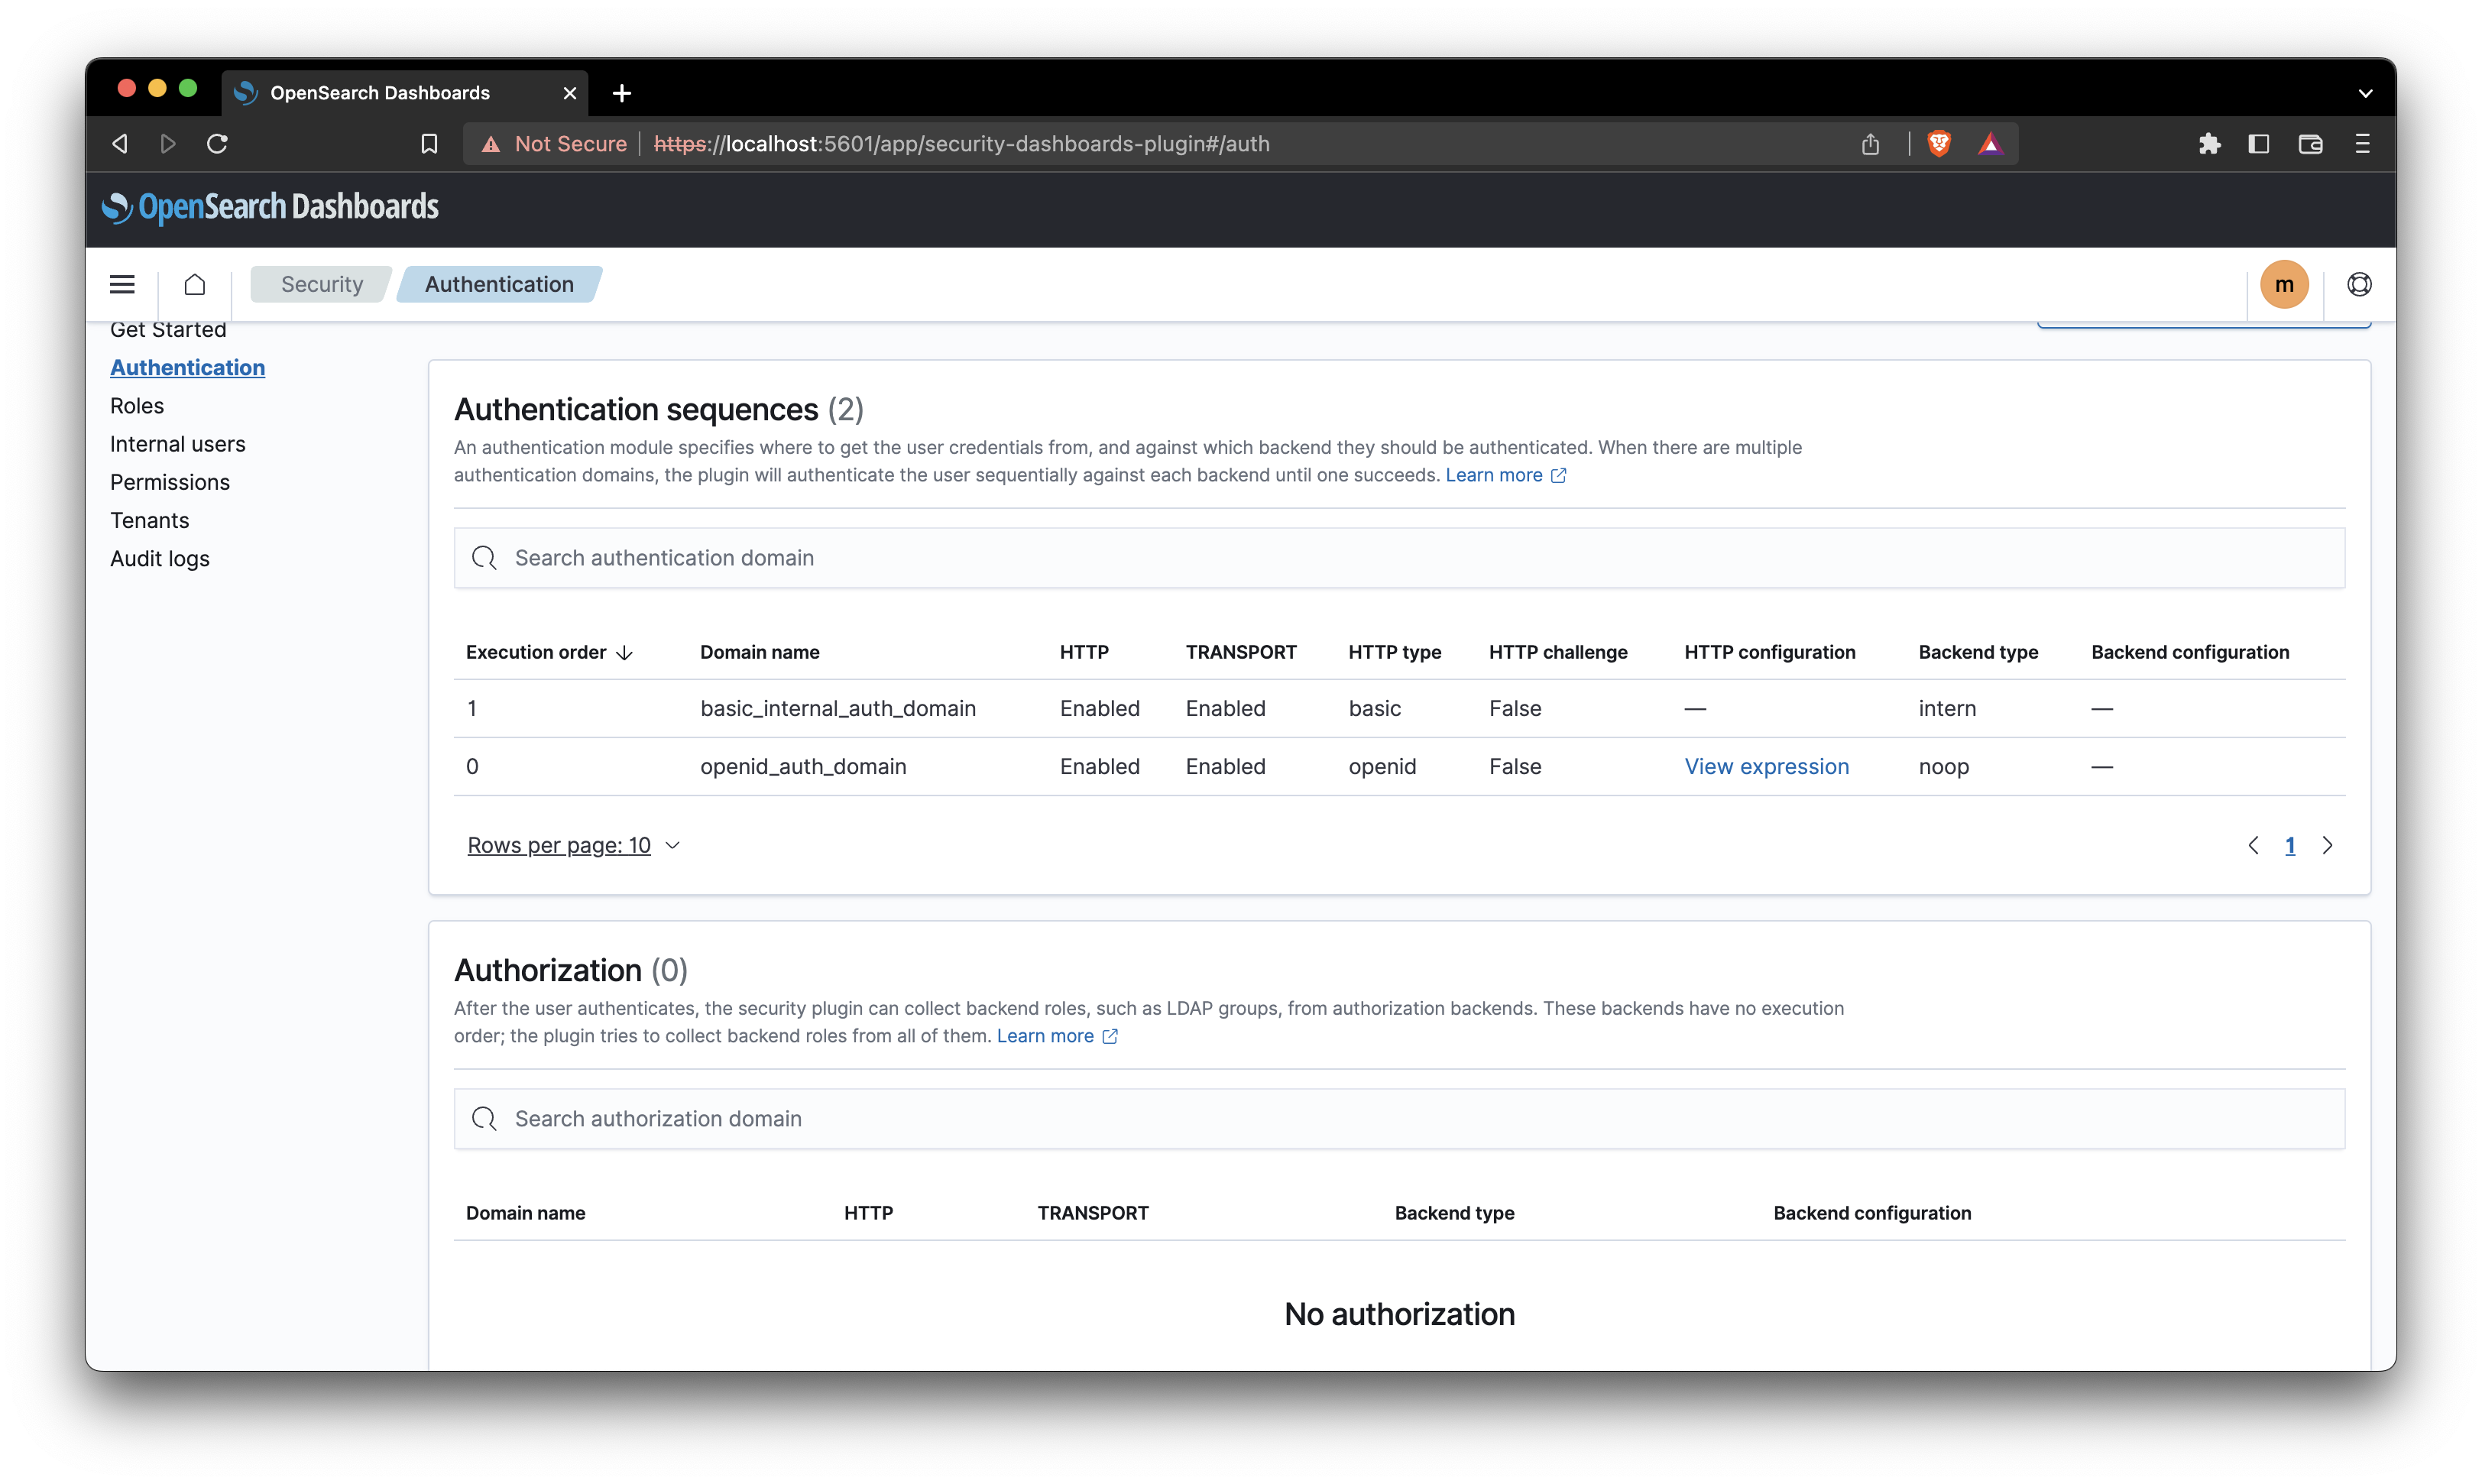 OpenSearch Dashboards
Not Secure https://localhost:5601/app/security-dashboards-plugin#/auth
OpenSearch Dashboards
Security Authentication m
Get Started
Authentication
Roles
Internal users
Permissions
Tenants
Audit logs
Authentication sequences (2)
An authentication module specifies where to get the user credentials from, and against which backend they should be authenticated. When there are multiple
authentication domains, the plugin will authenticate the user sequentially against each backend until one succeeds. Learn more
Search authentication domain
Execution order Domain name HTTP TRANSPORT HTTP type HTTP challenge HTTP configuration Backend type Backend configuration
1 basic_internal_auth_domain Enabled Enabled basic False — intern —
0 openid_auth_domain Enabled Enabled openid False View expression noop —
Rows per page: 10 1
Authorization (0)
After the user authenticates, the security plugin can collect backend roles, such as LDAP groups, from authorization backends. These backends have no execution
order; the plugin tries to collect backend roles from all of them. Learn more
Search authorization domain
Domain name HTTP TRANSPORT Backend type Backend configuration
No authorization